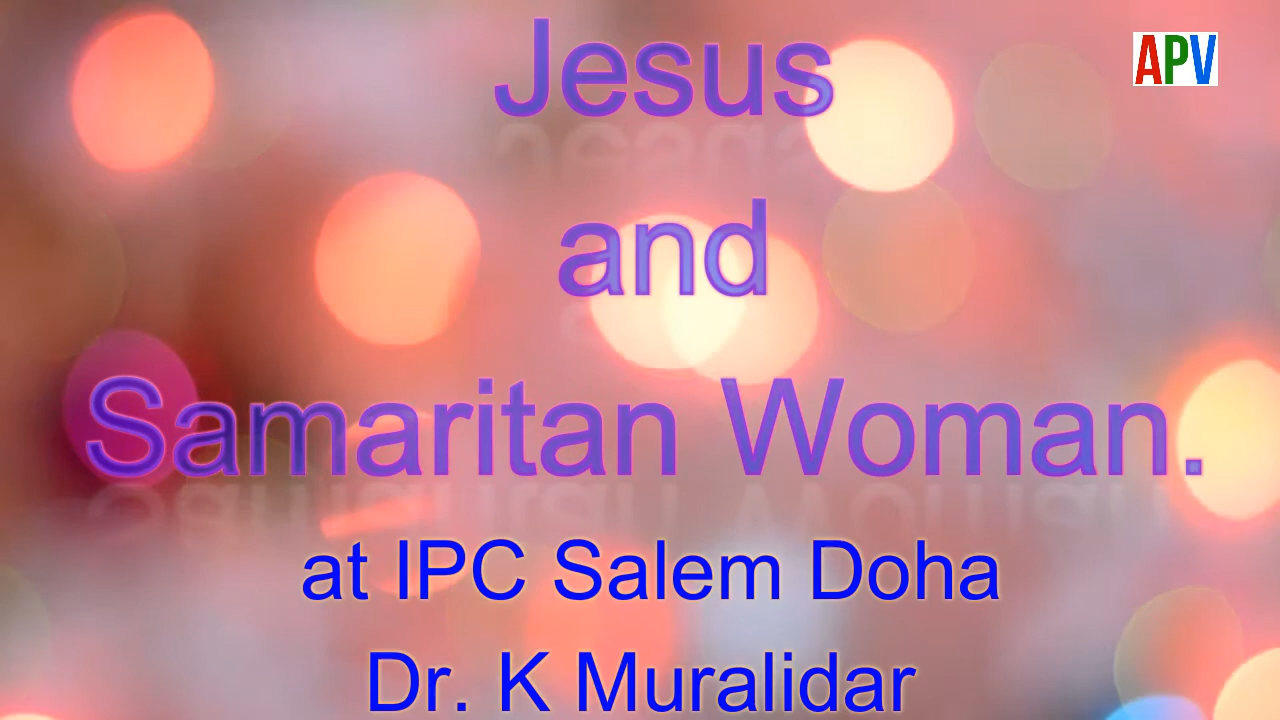 Jesus
APV
and
Samaritan Woman.
at IPC Salem Doha
Dr. K Muralidar